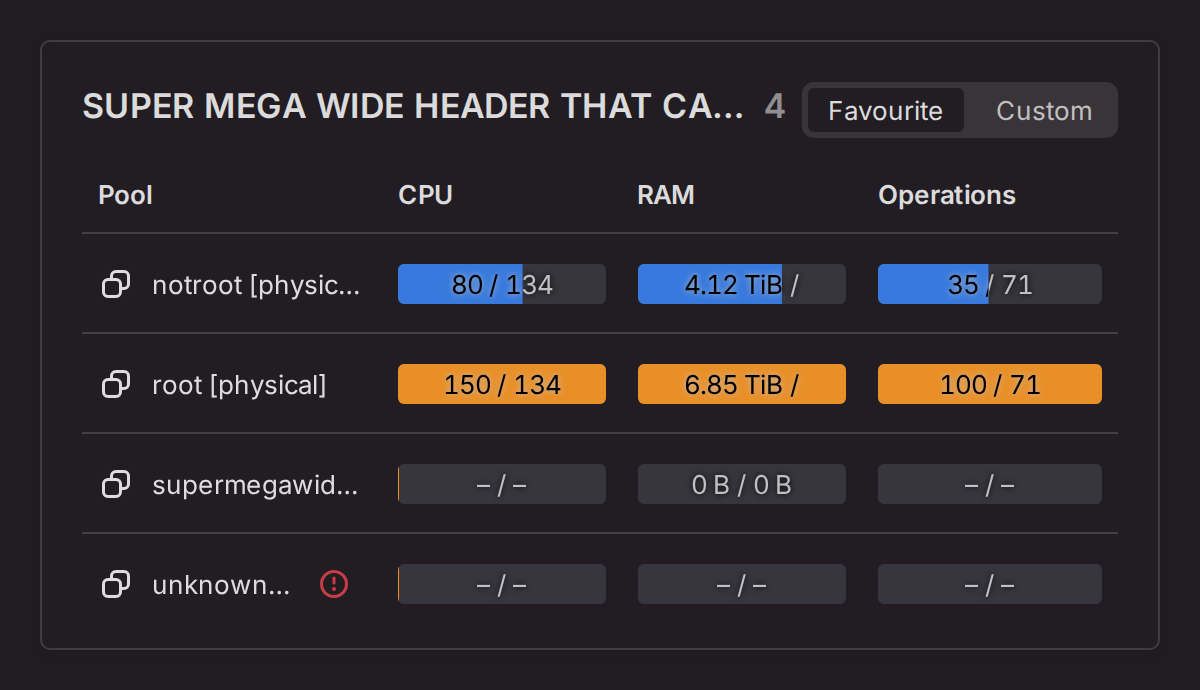 SUPER MEGA WIDE HEADER THAT CA... 4 Favourite Custom
Pool CPU RAM Operations
notroot [physic... 80 / 134 4.12 TiB / 35 / 71
root [physical] 150 / 134 6.85 TiB / 100 / 71
supermegawid... – / – 0 B / 0 B – / –
unknown... – / – – / – – / –